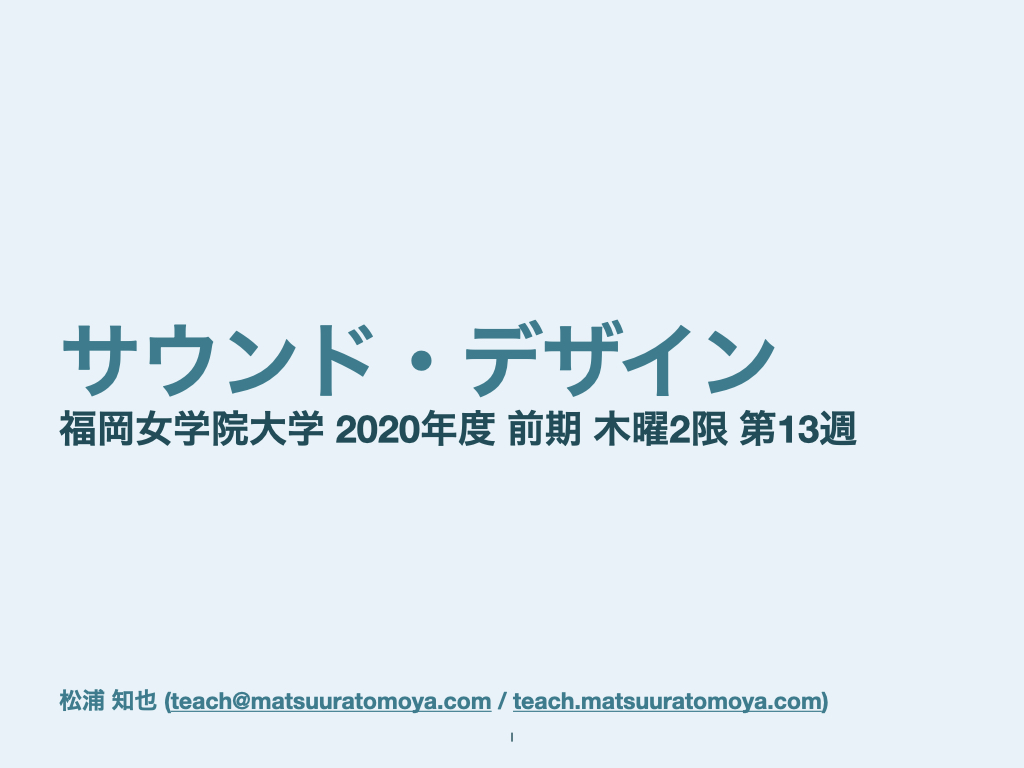 サウンド・デザイン
福岡女学院大学 2020年度 前期 木曜2限 第13週
松浦 知也 (teach@matsuuratomoya.com / teach.matsuuratomoya.com)
1